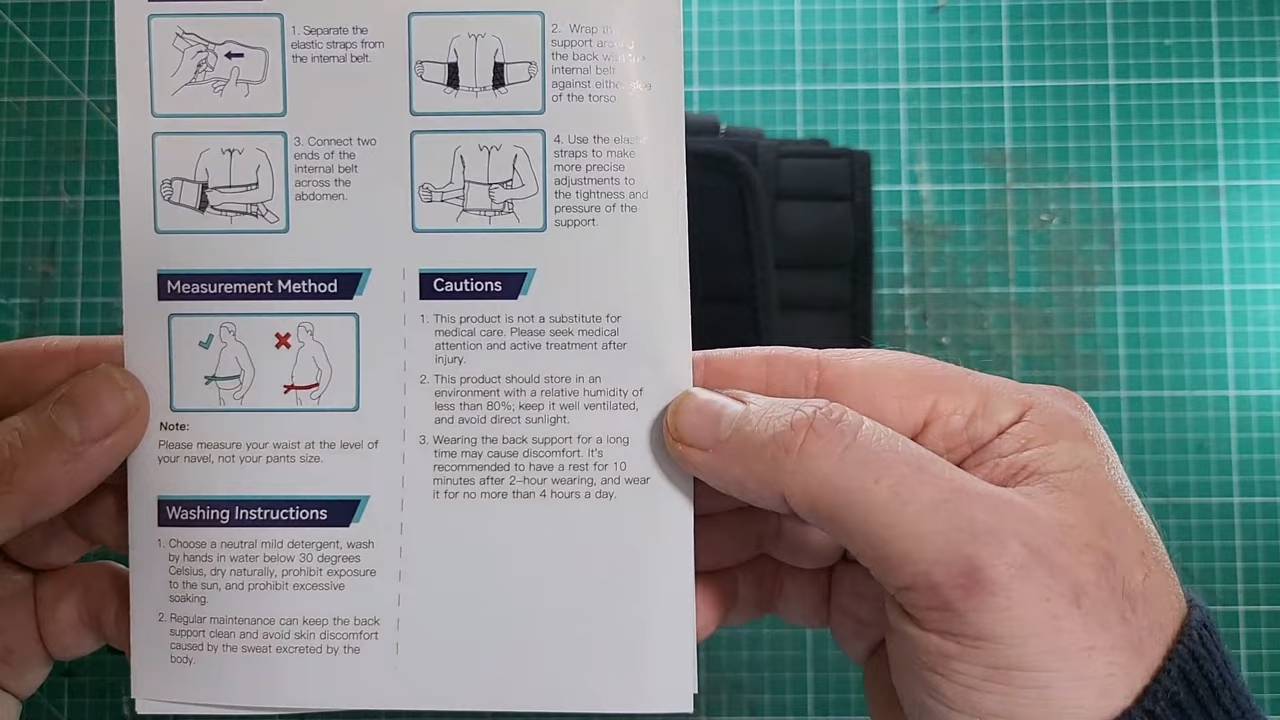 1. Separate the
elastic straps from
the internal belt.
2. Wrap
support
the back
internal belt
against
of the torso
3. Connect two
ends of the
internal belt
across the
abdomen.
4. Use the
straps to make
more precise
adjustments to
the tightness and
pressure of the
support.
Measurement Method
Note:
Please measure your waist at the level of
your navel, not your pants size.
Washing Instructions
1. Choose a neutral mild detergent, wash
by hands in water below 30 degrees
Celsius, dry naturally, prohibit exposure
to the sun, and prohibit excessive
soaking.
2. Regular maintenance can keep the back
support clean and avoid skin discomfort
caused by the sweat excreted by the
body.
Cautions
1. This product is not a substitute for
medical care. Please seek medical
attention and active treatment after
injury.
2. This product should store in an
environment with a relative humidity of
less than 80%; keep it well ventilated,
and avoid direct sunlight.
3. Wearing the back support for a long
time may cause discomfort. It's
recommended to have a rest for 10
minutes after 2-hour wearing, and wear
it for no more than 4 hours a day.